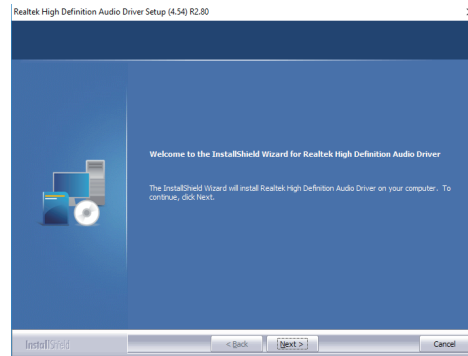 Realtek High Definition Audio Driver Setup (4.54) R2.80
Welcome to the InstallShield Wizard for Realtek High Definition Audio Driver
The InstallShield Wizard will install Realtek High Definition Audio Driver on your computer. To
continue, click Next.
InstallShield
< Back
Next >
Cancel